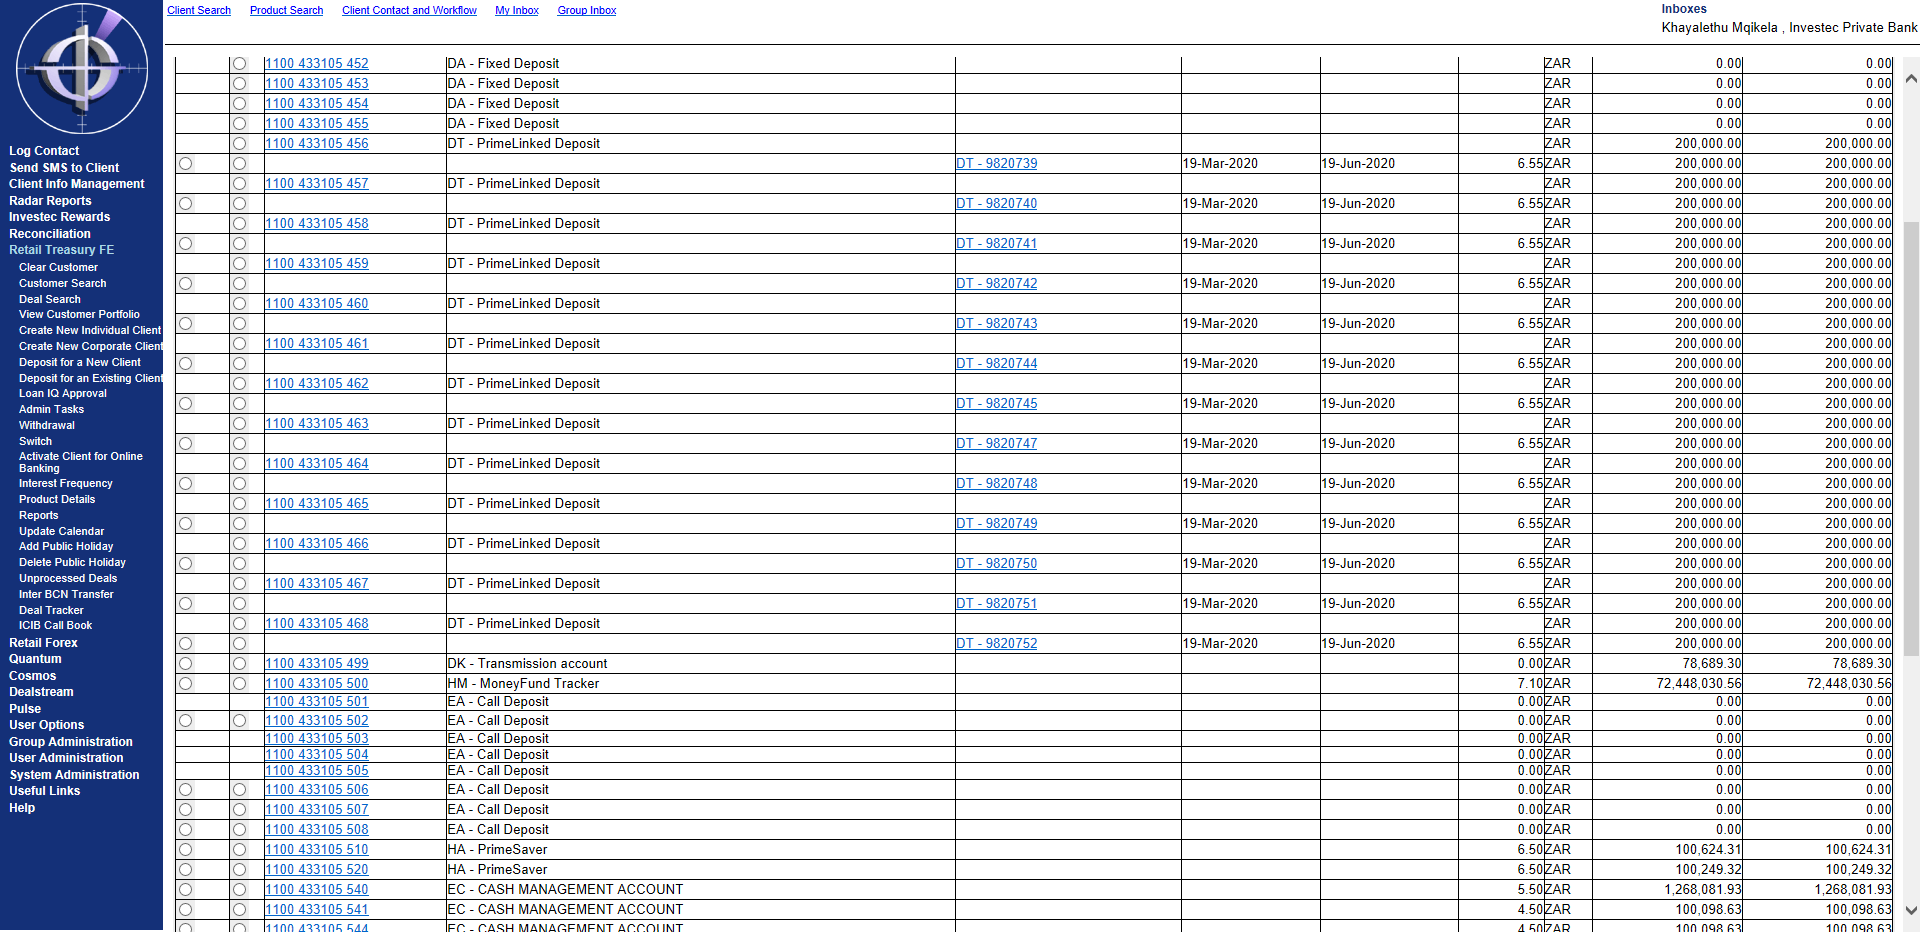 Client Search Product Search Client Contact and Workflow My Inbox Group Inbox
Inboxes
Khayalethu Mqikela , Investec Private Bank
Log Contact
Send SMS to Client
Client Info Management
Radar Reports
Investec Rewards
Reconciliation
Retail Treasury FE
Clear Customer
Customer Search
Deal Search
View Customer Portfolio
Create New Individual Client
Create New Corporate Client
Deposit for a New Client
Deposit for an Existing Client
Loan IQ Approval
Admin Tasks
Withdrawal
Switch
Activate Client for Online
Banking
Interest Frequency
Product Details
Reports
Update Calendar
Add Public Holiday
Delete Public Holiday
Unprocessed Deals
Inter BCN Transfer
Deal Tracker
ICIB Call Book
Retail Forex
Quantum
Cosmos
Dealstream
Pulse
User Options
Group Administration
User Administration
System Administration
Useful Links
Help
1100 433105 452 DA - Fixed Deposit ZAR 0.00 0.00
1100 433105 453 DA - Fixed Deposit ZAR 0.00 0.00
1100 433105 454 DA - Fixed Deposit ZAR 0.00 0.00
1100 433105 455 DA - Fixed Deposit ZAR 0.00 0.00
1100 433105 456 DT - PrimeLinked Deposit ZAR 200,000.00 200,000.00
DT - 9820739 19-Mar-2020 19-Jun-2020 6.55 ZAR 200,000.00 200,000.00
1100 433105 457 DT - PrimeLinked Deposit ZAR 200,000.00 200,000.00
DT - 9820740 19-Mar-2020 19-Jun-2020 6.55 ZAR 200,000.00 200,000.00
1100 433105 458 DT - PrimeLinked Deposit ZAR 200,000.00 200,000.00
DT - 9820741 19-Mar-2020 19-Jun-2020 6.55 ZAR 200,000.00 200,000.00
1100 433105 459 DT - PrimeLinked Deposit ZAR 200,000.00 200,000.00
DT - 9820742 19-Mar-2020 19-Jun-2020 6.55 ZAR 200,000.00 200,000.00
1100 433105 460 DT - PrimeLinked Deposit ZAR 200,000.00 200,000.00
DT - 9820743 19-Mar-2020 19-Jun-2020 6.55 ZAR 200,000.00 200,000.00
1100 433105 461 DT - PrimeLinked Deposit ZAR 200,000.00 200,000.00
DT - 9820744 19-Mar-2020 19-Jun-2020 6.55 ZAR 200,000.00 200,000.00
1100 433105 462 DT - PrimeLinked Deposit ZAR 200,000.00 200,000.00
DT - 9820745 19-Mar-2020 19-Jun-2020 6.55 ZAR 200,000.00 200,000.00
1100 433105 463 DT - PrimeLinked Deposit ZAR 200,000.00 200,000.00
DT - 9820747 19-Mar-2020 19-Jun-2020 6.55 ZAR 200,000.00 200,000.00
1100 433105 464 DT - PrimeLinked Deposit ZAR 200,000.00 200,000.00
DT - 9820748 19-Mar-2020 19-Jun-2020 6.55 ZAR 200,000.00 200,000.00
1100 433105 465 DT - PrimeLinked Deposit ZAR 200,000.00 200,000.00
DT - 9820749 19-Mar-2020 19-Jun-2020 6.55 ZAR 200,000.00 200,000.00
1100 433105 466 DT - PrimeLinked Deposit ZAR 200,000.00 200,000.00
DT - 9820750 19-Mar-2020 19-Jun-2020 6.55 ZAR 200,000.00 200,000.00
1100 433105 467 DT - PrimeLinked Deposit ZAR 200,000.00 200,000.00
DT - 9820751 19-Mar-2020 19-Jun-2020 6.55 ZAR 200,000.00 200,000.00
1100 433105 468 DT - PrimeLinked Deposit ZAR 200,000.00 200,000.00
DT - 9820752 19-Mar-2020 19-Jun-2020 6.55 ZAR 200,000.00 200,000.00
1100 433105 499 DK - Transmission account 0.00 ZAR 78,689.30 78,689.30
1100 433105 500 HM - MoneyFund Tracker 7.10 ZAR 72,448,030.56 72,448,030.56
1100 433105 501 EA - Call Deposit 0.00 ZAR 0.00 0.00
1100 433105 502 EA - Call Deposit 0.00 ZAR 0.00 0.00
1100 433105 503 EA - Call Deposit 0.00 ZAR 0.00 0.00
1100 433105 504 EA - Call Deposit 0.00 ZAR 0.00 0.00
1100 433105 505 EA - Call Deposit 0.00 ZAR 0.00 0.00
1100 433105 506 EA - Call Deposit 0.00 ZAR 0.00 0.00
1100 433105 507 EA - Call Deposit 0.00 ZAR 0.00 0.00
1100 433105 508 EA - Call Deposit 0.00 ZAR 0.00 0.00
1100 433105 510 HA - PrimeSaver 6.50 ZAR 100,624.31 100,624.31
1100 433105 520 HA - PrimeSaver 6.50 ZAR 100,249.32 100,249.32
1100 433105 540 EC - CASH MANAGEMENT ACCOUNT 5.50 ZAR 1,268,081.93 1,268,081.93
1100 433105 541 EC - CASH MANAGEMENT ACCOUNT 4.50 ZAR 100,098.63 100,098.63
1100 433105 544 EC - CASH MANAGEMENT ACCOUNT 4.50 ZAR 100,098.63 100,098.63